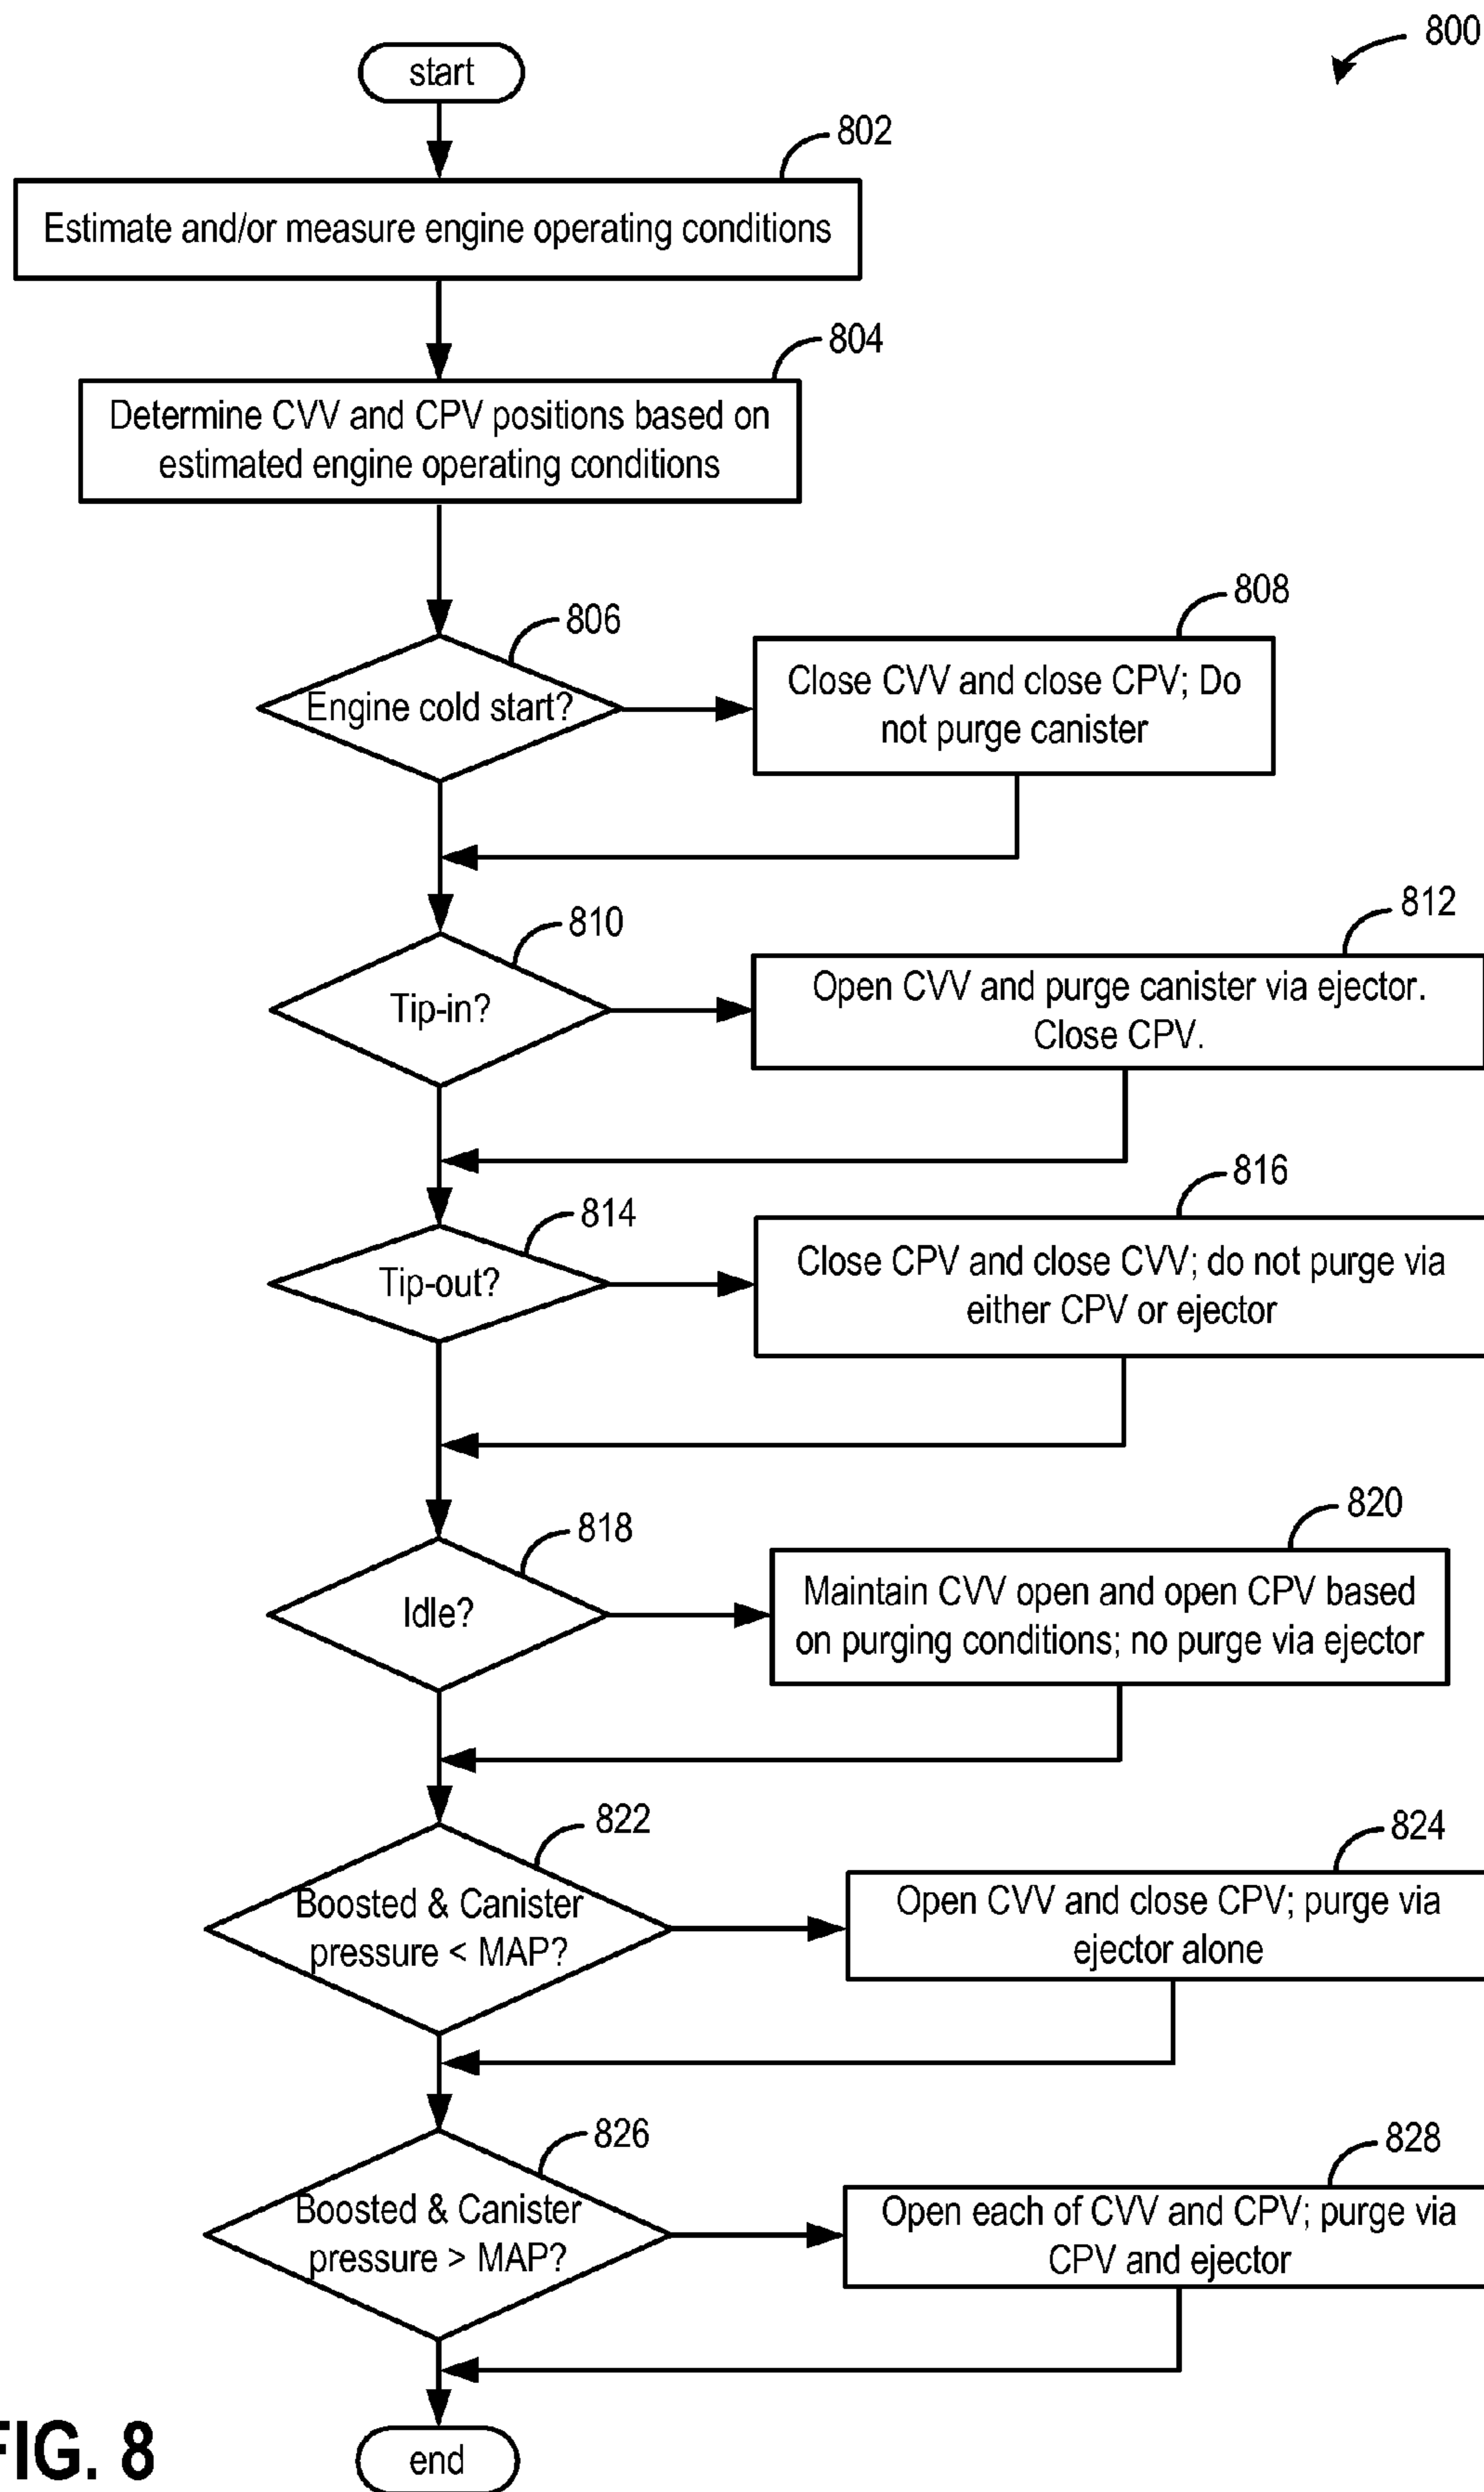 800
start
802
Estimate and/or measure engine operating conditions
804
Determine CVV and CPV positions based on
estimated engine operating conditions
806
Engine cold start?
808
Close CVV and close CPV; Do
not purge canister
810
Tip-in?
812
Open CVV and purge canister via ejector.
Close CPV.
814
Tip-out?
816
Close CPV and close CVV; do not purge via
either CPV or ejector
818
Idle?
820
Maintain CVV open and open CPV based
on purging conditions; no purge via ejector
822
Boosted & Canister
pressure < MAP?
824
Open CVV and close CPV; purge via
ejector alone
826
Boosted & Canister
pressure > MAP?
828
Open each of CVV and CPV; purge via
CPV and ejector
end
FIG. 8